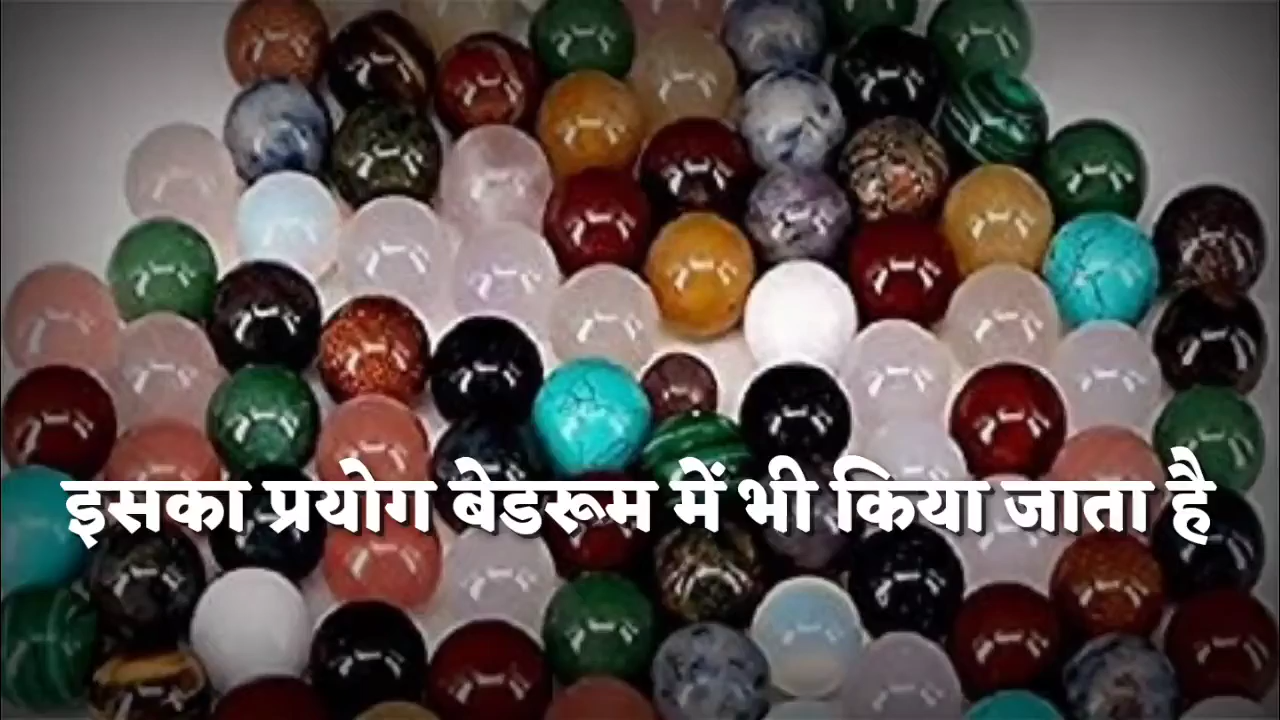 इसका प्रयोग बेडरूम में भी किया जाता है